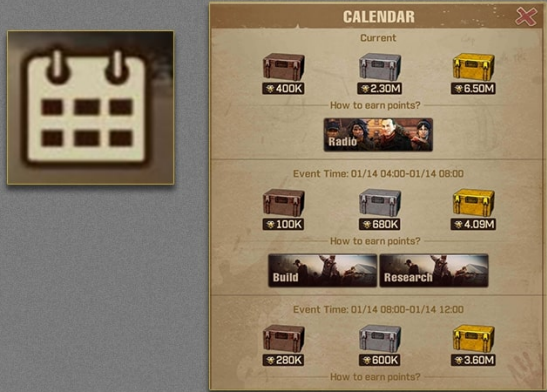 CALENDAR
Current
400K 2.30M 6.50M
How to earn points?
Radio
Event Time: 01/14 04:00-01/14 08:00
100K 680K 4.09M
How to earn points?
Build Research
Event Time: 01/14 08:00-01/14 12:00
280K 600K 3.60M
How to earn points?